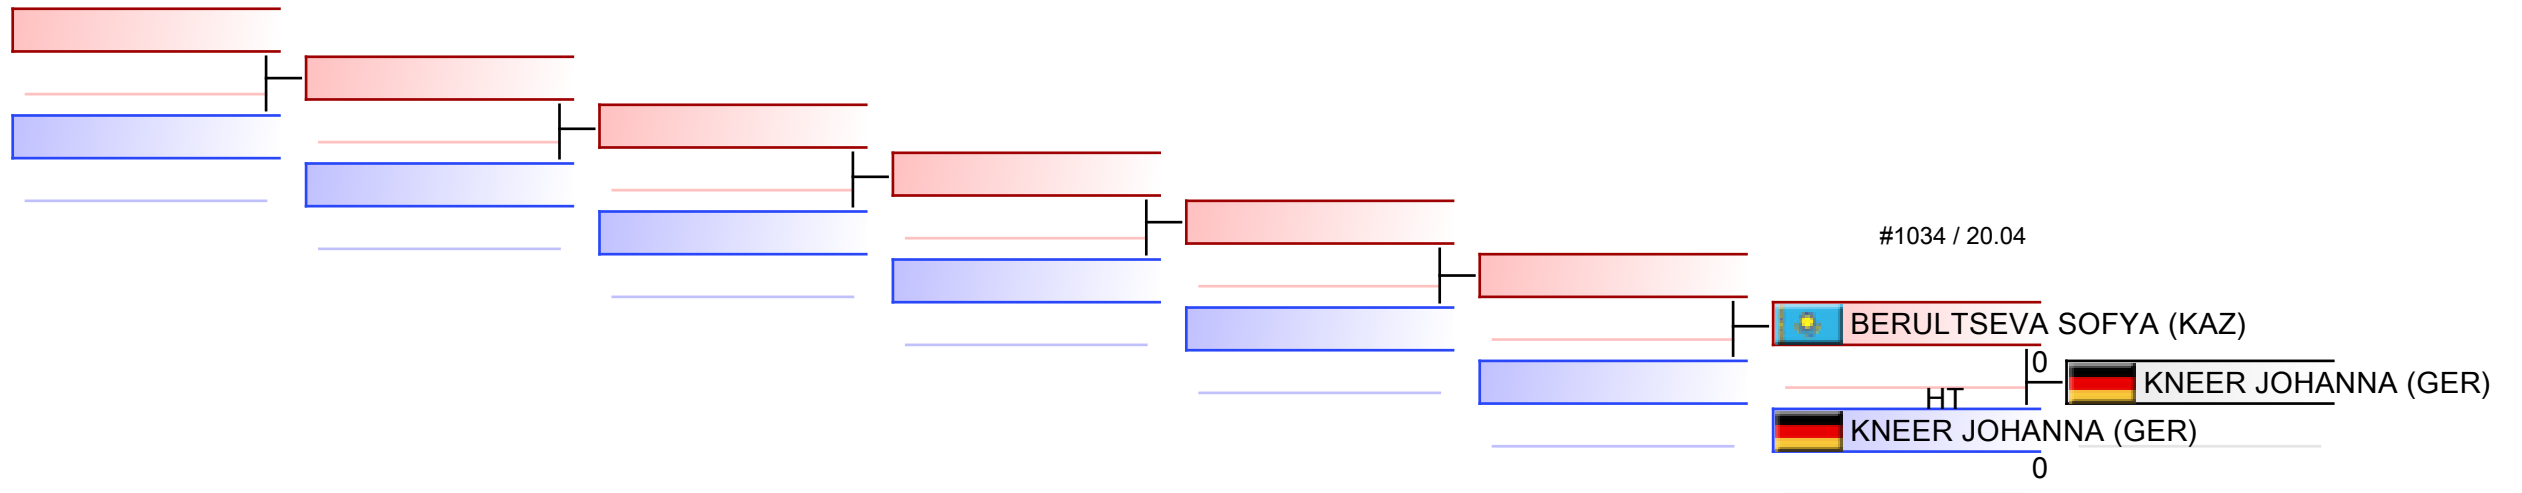 #1034 / 20.04
BERULTSEVA SOFYA (KAZ)
0
KNEER JOHANNA (GER)
HT
KNEER JOHANNA (GER)
0